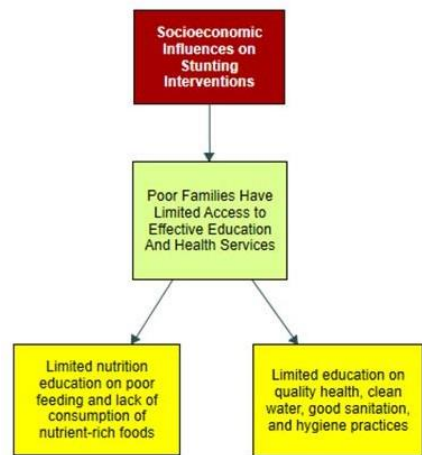 Socioeconomic
Influences on
Stunting
Interventions
Poor Families Have
Limited Access to
Effective Education
And Health Services
Limited nutrition
education on poor
feeding and lack of
consumption of
nutrient-rich foods
Limited education on
quality health, clean
water, good sanitation,
and hygiene practices